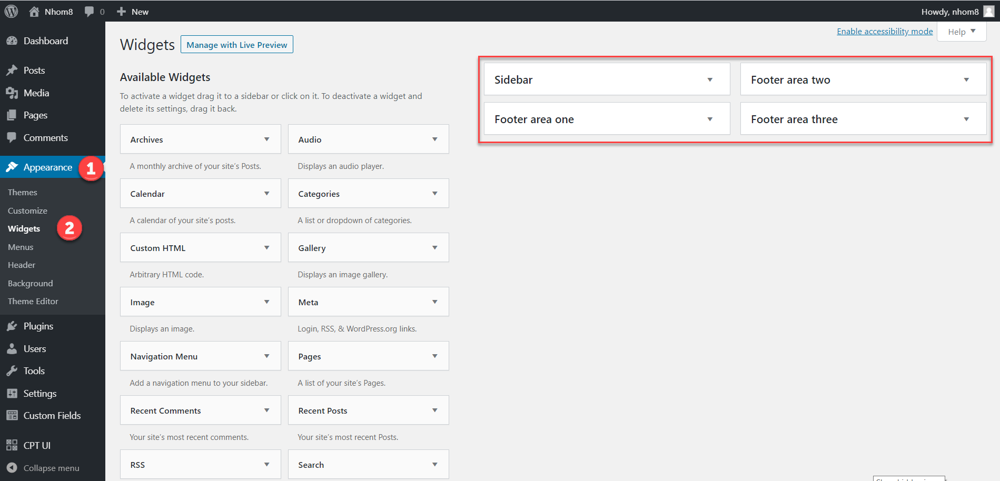 Nhom8
0
New
Howdy, nhom8
Dashboard
Posts
Media
Pages
Comments
Appearance
1
Themes
Customize
Widgets
2
Menus
Header
Background
Theme Editor
Plugins
Users
Tools
Settings
Custom Fields
CPT UI
Collapse menu
Enable accessibility mode
Help
Widgets
Manage with Live Preview
Available Widgets
To activate a widget drag it to a sidebar or click on it. To deactivate a widget and
delete its settings, drag it back.
Archives
Audio
A monthly archive of your site’s Posts.
Displays an audio player.
Calendar
Categories
A calendar of your site’s posts.
A list or dropdown of categories.
Custom HTML
Gallery
Arbitrary HTML code.
Displays an image gallery.
Image
Meta
Displays an image.
Login, RSS, & WordPress.org links.
Navigation Menu
Pages
Add a navigation menu to your sidebar.
A list of your site’s Pages.
Recent Comments
Recent Posts
Your site’s most recent comments.
Your site’s most recent Posts.
RSS
Search
Sidebar
Footer area two
Footer area one
Footer area three